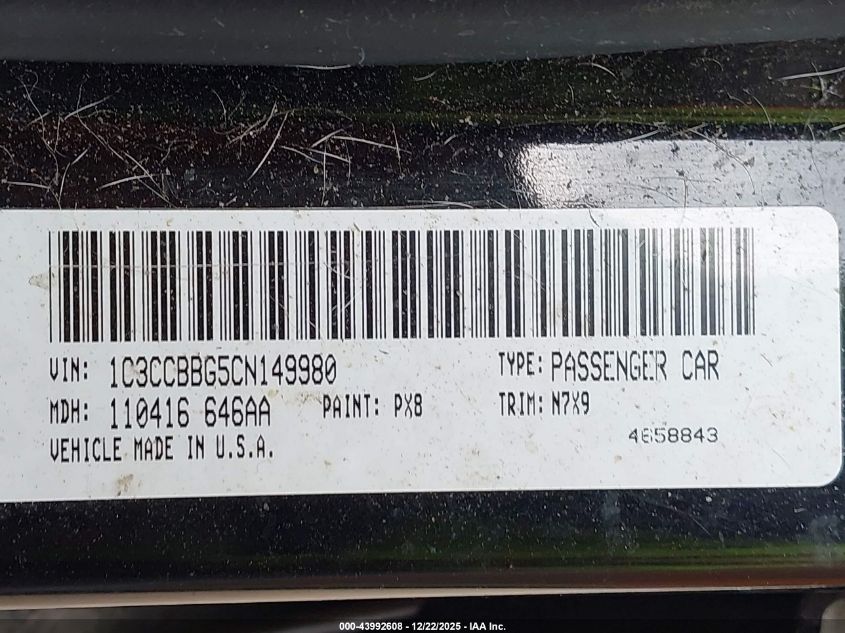 VIN: 1C3CCBBG5CN149980 TYPE: PASSENGER CAR
MDH: 110416 646AA PAINT: PX8 TRIM: N7X9
VEHICLE MADE IN U.S.A. 4658843
000-43992608 - 12/22/2025 - IAA Inc.